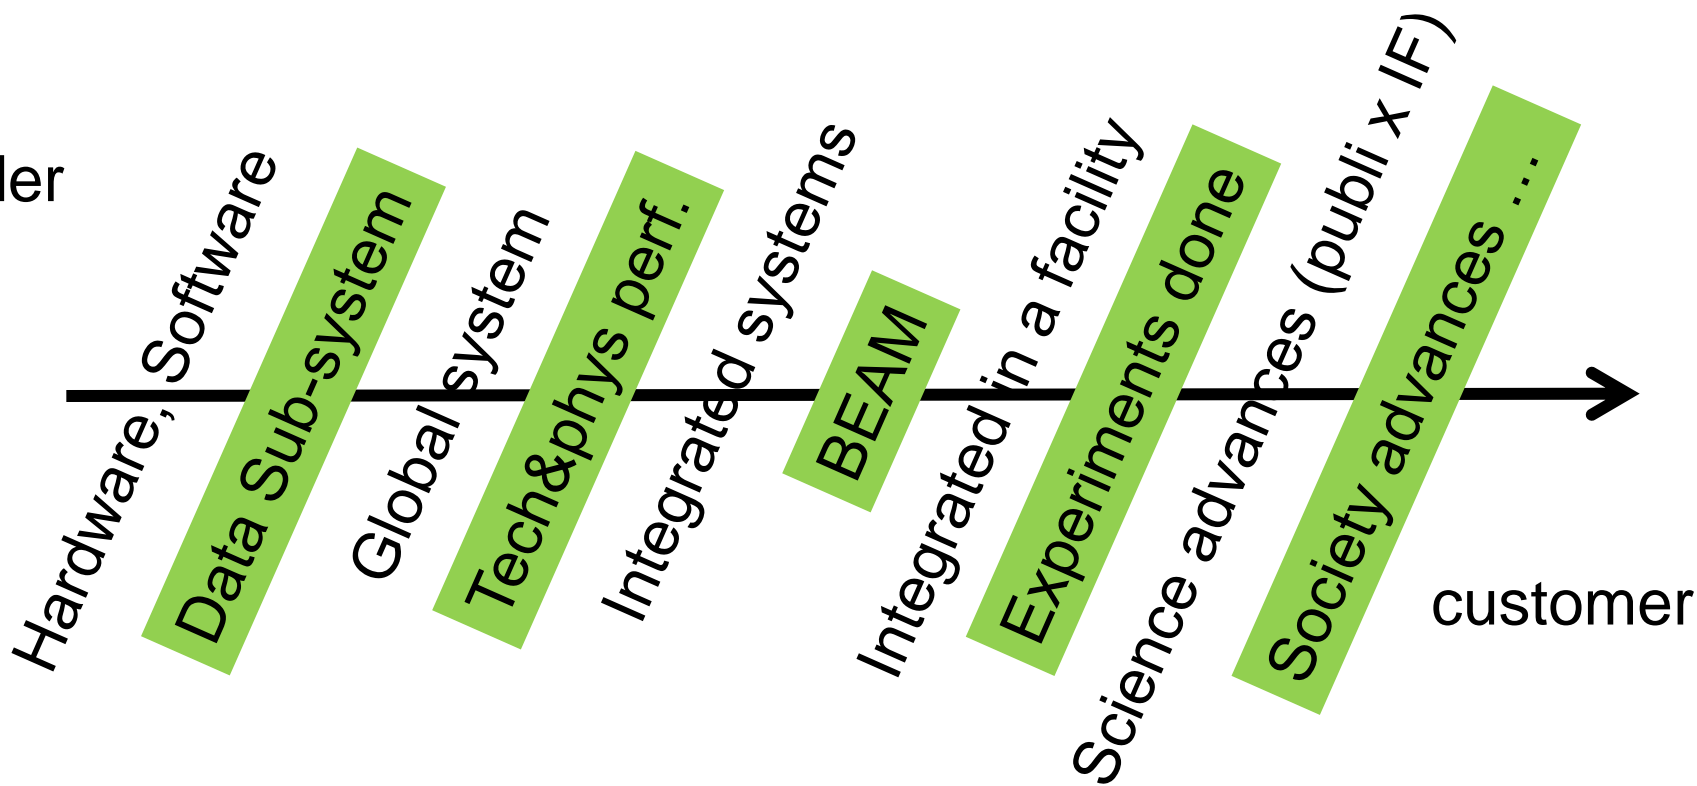 Hardware, Software
Data Sub-system
Global system
Tech&phys perf.
Integrated systems
BEAM
Integrated in a facility
Experiments done
Science advances (publi x IF)
Society advances …
customer